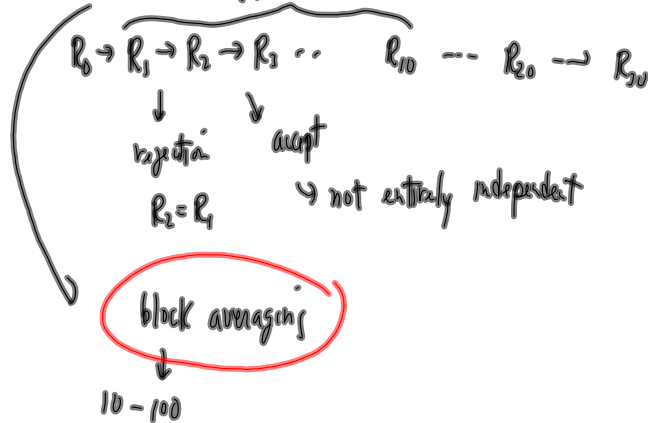 R₀ → R₁ → R₂ → R₃ ·· R₁₀ --- R₂₀ --→ R₃₀
↓ ↓
rejection accept
R₂ = R₁ ↳ not entirely independent
block averaging
↓
10 – 100